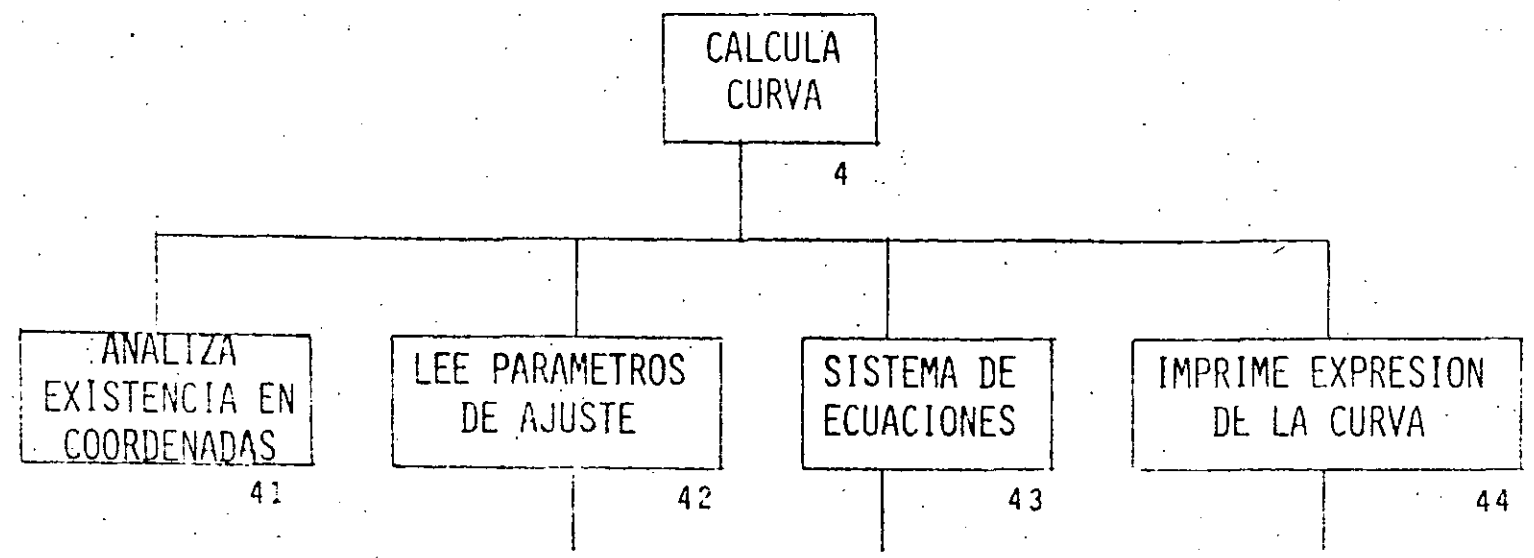 CALCULA
CURVA
4
ANALIZA
EXISTENCIA EN
COORDENADAS
41
LEE PARAMETROS
DE AJUSTE
42
SISTEMA DE
ECUACIONES
43
IMPRIME EXPRESION
DE LA CURVA
44